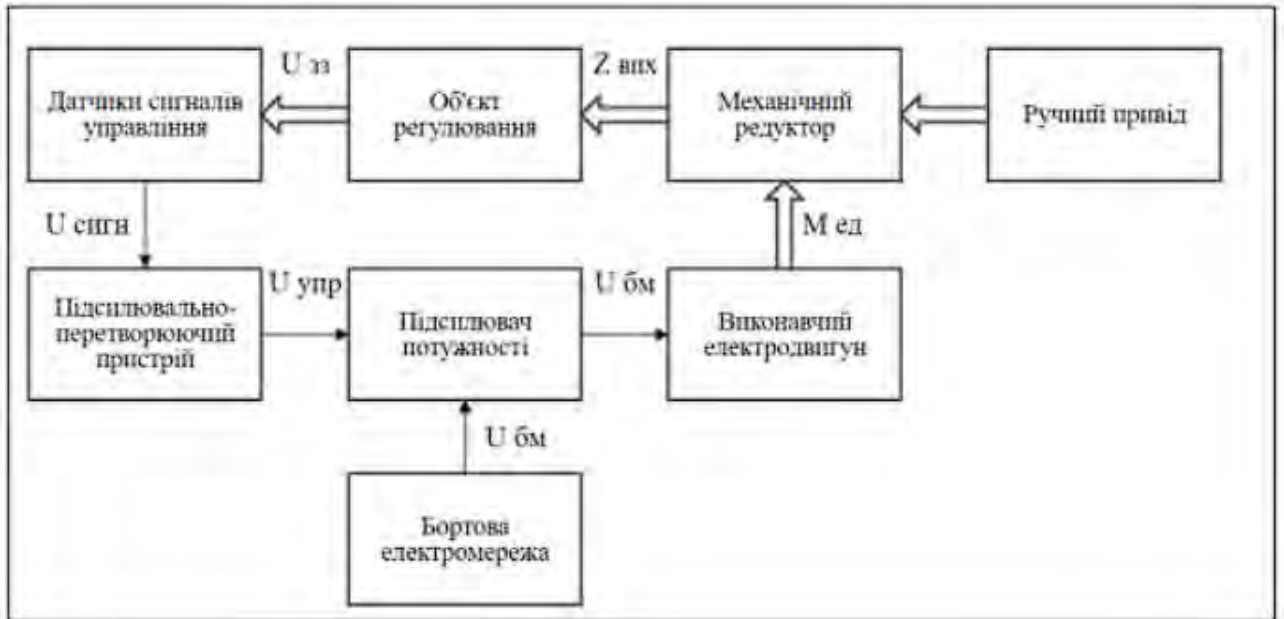 U зз
Z вих
Датчики сигналів
управління
Об'єкт
регулювання
Механічний
редуктор
Ручний привід
U сигн
М ед
U упр
U бм
Підсилювально-
перетворюючий
пристрій
Підсилювач
потужності
Виконавчий
електродвигун
U бм
Бортова
електромережа